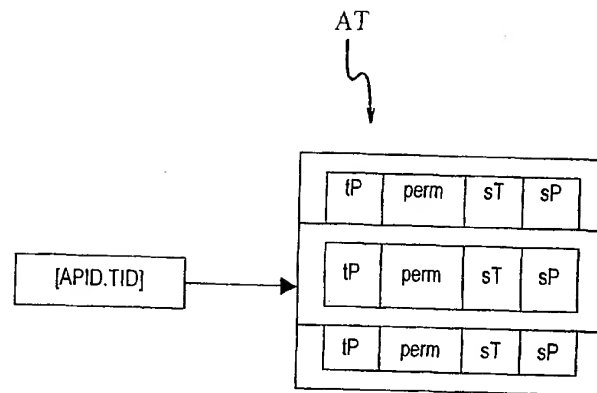 AT
tP perm sT sP
[APID.TID]
tP perm sT sP
tP perm sT sP